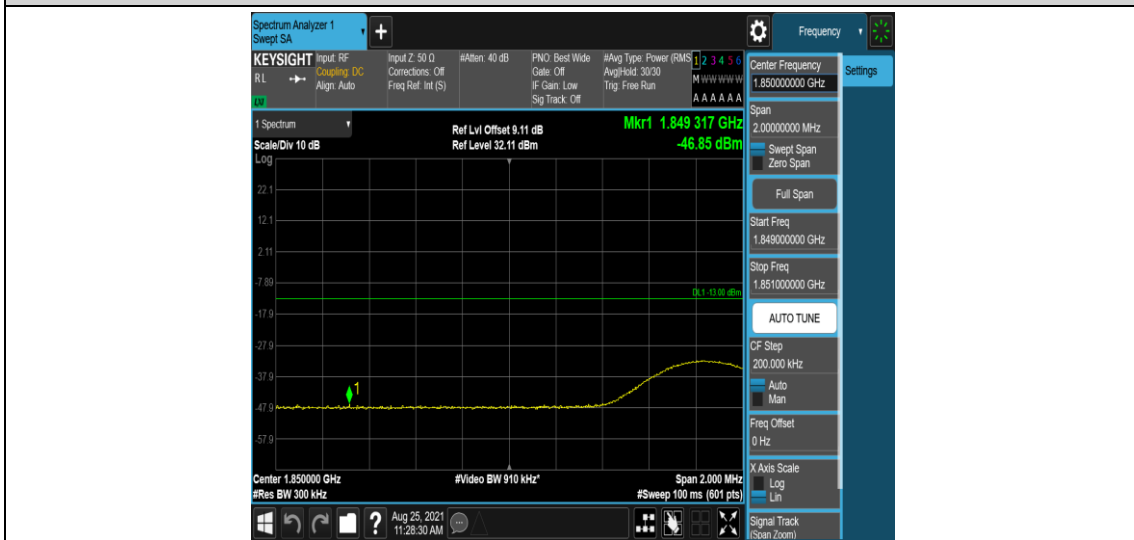 Spectrum Analyzer 1
Swept SA
Frequency
KEYSIGHT
RL
LXI
Input: RF
Coupling: DC
Align: Auto
Input Z: 50 Ω
Corrections: Off
Freq Ref: Int (S)
#Atten: 40 dB
PNO: Best Wide
Gate: Off
IF Gain: Low
Sig Track: Off
#Avg Type: Power (RMS
Avg|Hold: 30/30
Trig: Free Run
1 2 3 4 5 6
M W W W W W
A A A A A A
1 Spectrum
Scale/Div 10 dB
Log
Ref Lvl Offset 9.11 dB
Ref Level 32.11 dBm
Mkr1 1.849 317 GHz
-46.85 dBm
22.1
12.1
2.11
-7.89
DL1 -13.00 dBm
-17.9
-27.9
-37.9
1
-47.9
-57.9
Center 1.850000 GHz
#Video BW 910 kHz*
Span 2.000 MHz
#Res BW 300 kHz
#Sweep 100 ms (601 pts)
Aug 25, 2021
11:28:30 AM
Center Frequency
1.850000000 GHz
Settings
Span
2.00000000 MHz
Swept Span
Zero Span
Full Span
Start Freq
1.849000000 GHz
Stop Freq
1.851000000 GHz
AUTO TUNE
CF Step
200.000 kHz
Auto
Man
Freq Offset
0 Hz
X Axis Scale
Log
Lin
Signal Track
(Span Zoom)